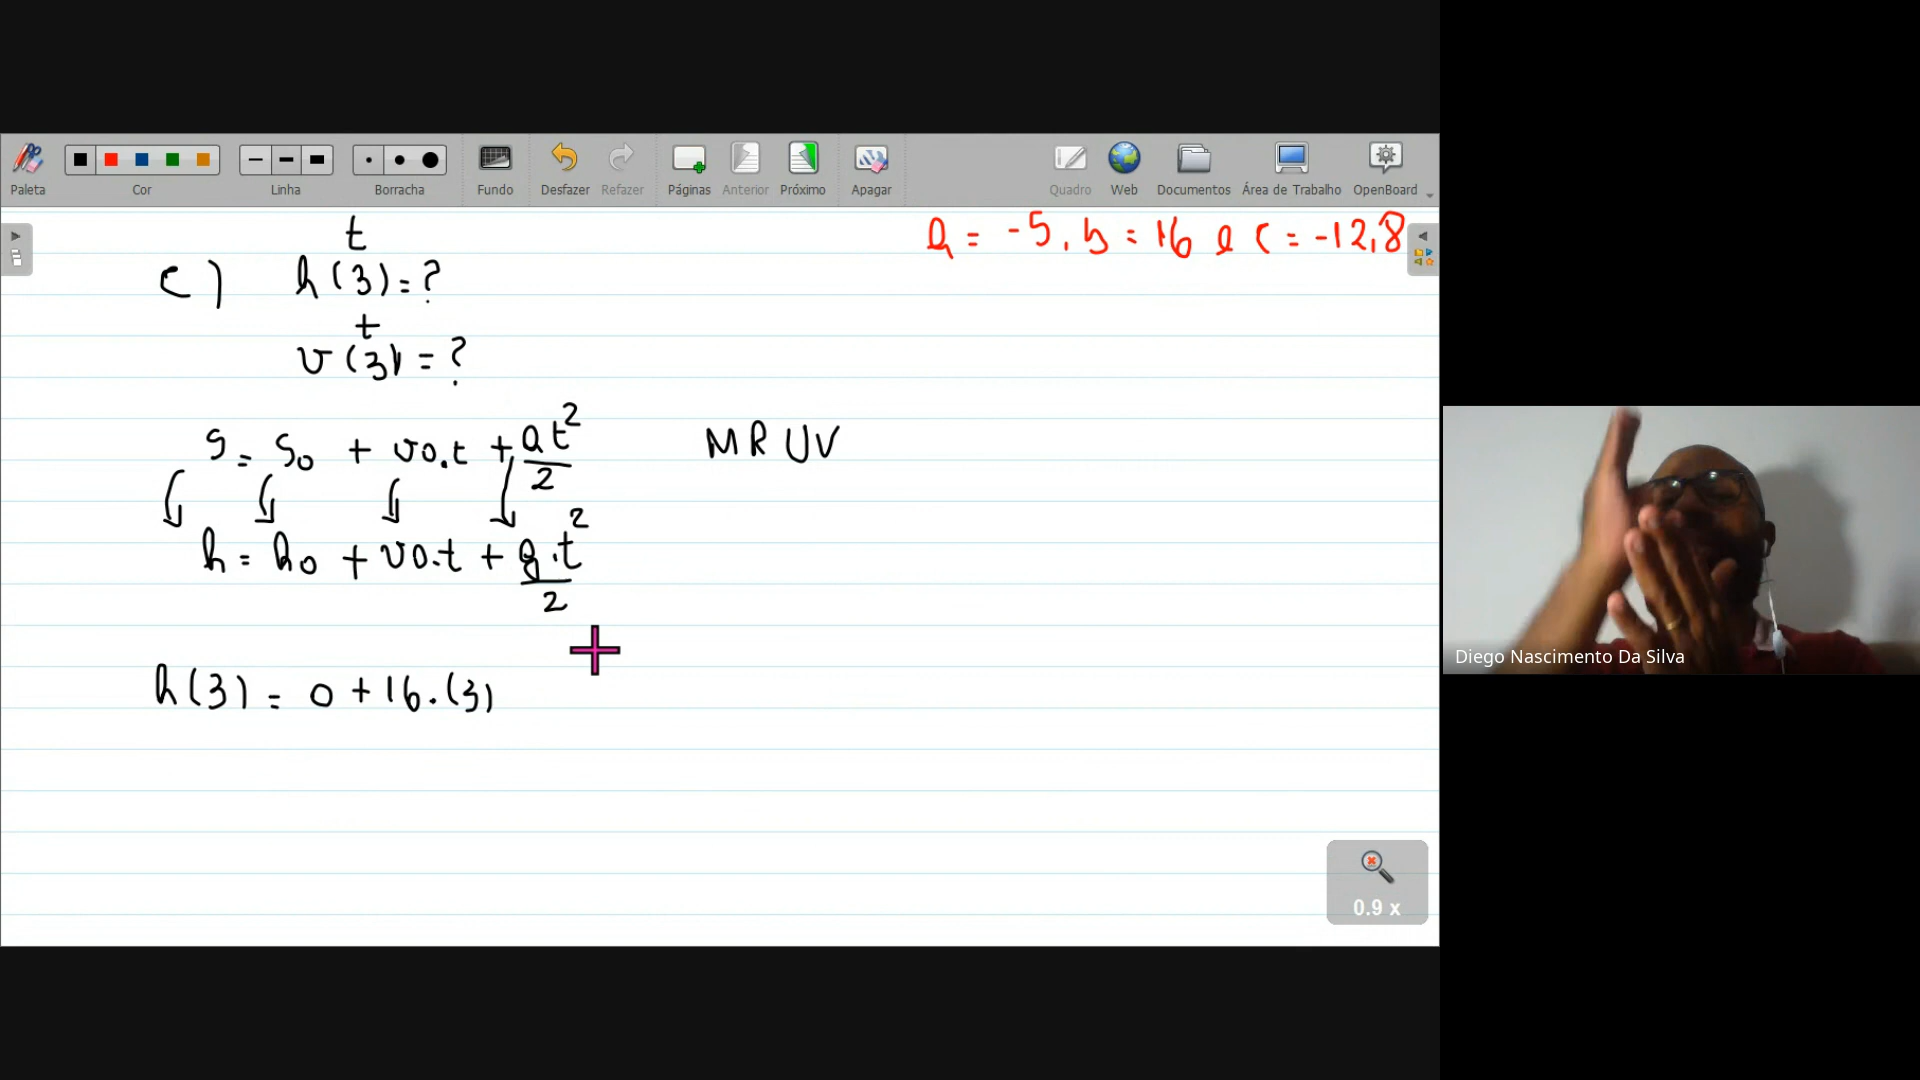 Paleta
Cor
Linha
Borracha
Fundo
Desfazer
Refazer
Páginas
Anterior
Próximo
Apagar
Quadro
Web
Documentos
Área de Trabalho
OpenBoard
a = -5, b = 16 e c = -12,8
t
c) h(3) = ?
t
v(3) = ?
s = s₀ + v0.t + at²/2 MRUV
h = h₀ + v0.t + g.t²/2
h(3) = 0 + 16.(3)
0.9 x
Diego Nascimento Da Silva